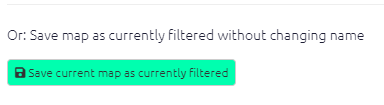 Or: Save map as currently filtered without changing name
Save current map as currently filtered